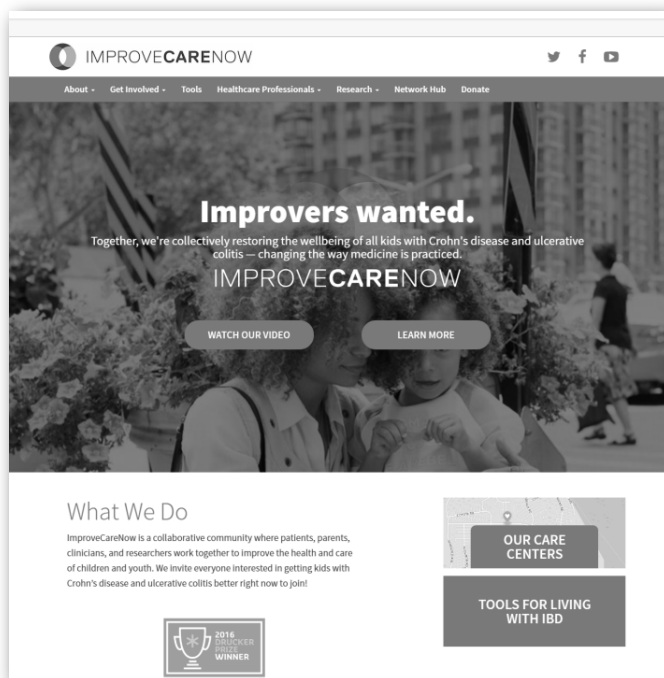 IMPROVECARENOW
About Get Involved Tools Healthcare Professionals Research Network Hub Donate
Improvers wanted.
Together, we're collectively restoring the wellbeing of all kids with Crohn's disease and ulcerative
colitis — changing the way medicine is practiced.
IMPROVECARENOW
WATCH OUR VIDEO LEARN MORE
What We Do
ImproveCareNow is a collaborative community where patients, parents,
clinicians, and researchers work together to improve the health and care
of children and youth. We invite everyone interested in getting kids with
Crohn's disease and ulcerative colitis better right now to join!
2016
DRUCKER
PRIZE
WINNER
OUR CARE
CENTERS
TOOLS FOR LIVING
WITH IBD